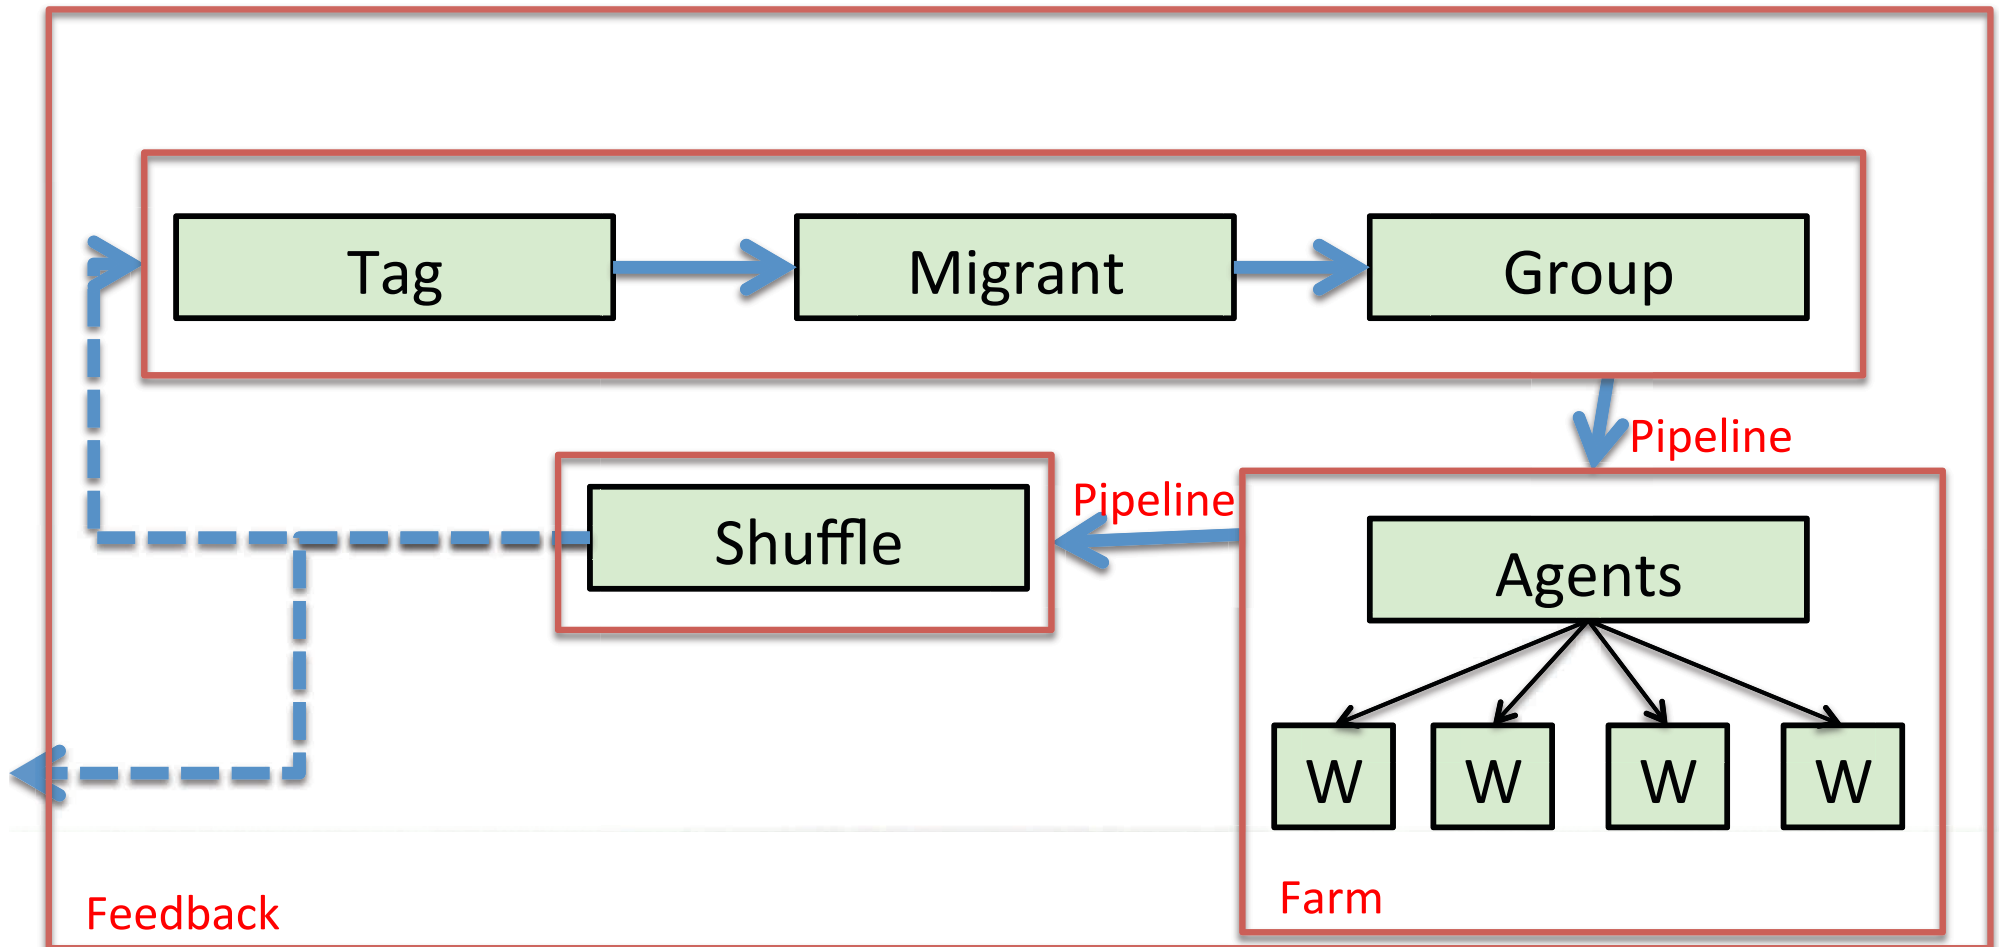 Tag
Migrant
Group
Pipeline
Pipeline
Shuffle
Agents
W
W
W
W
Farm
Feedback